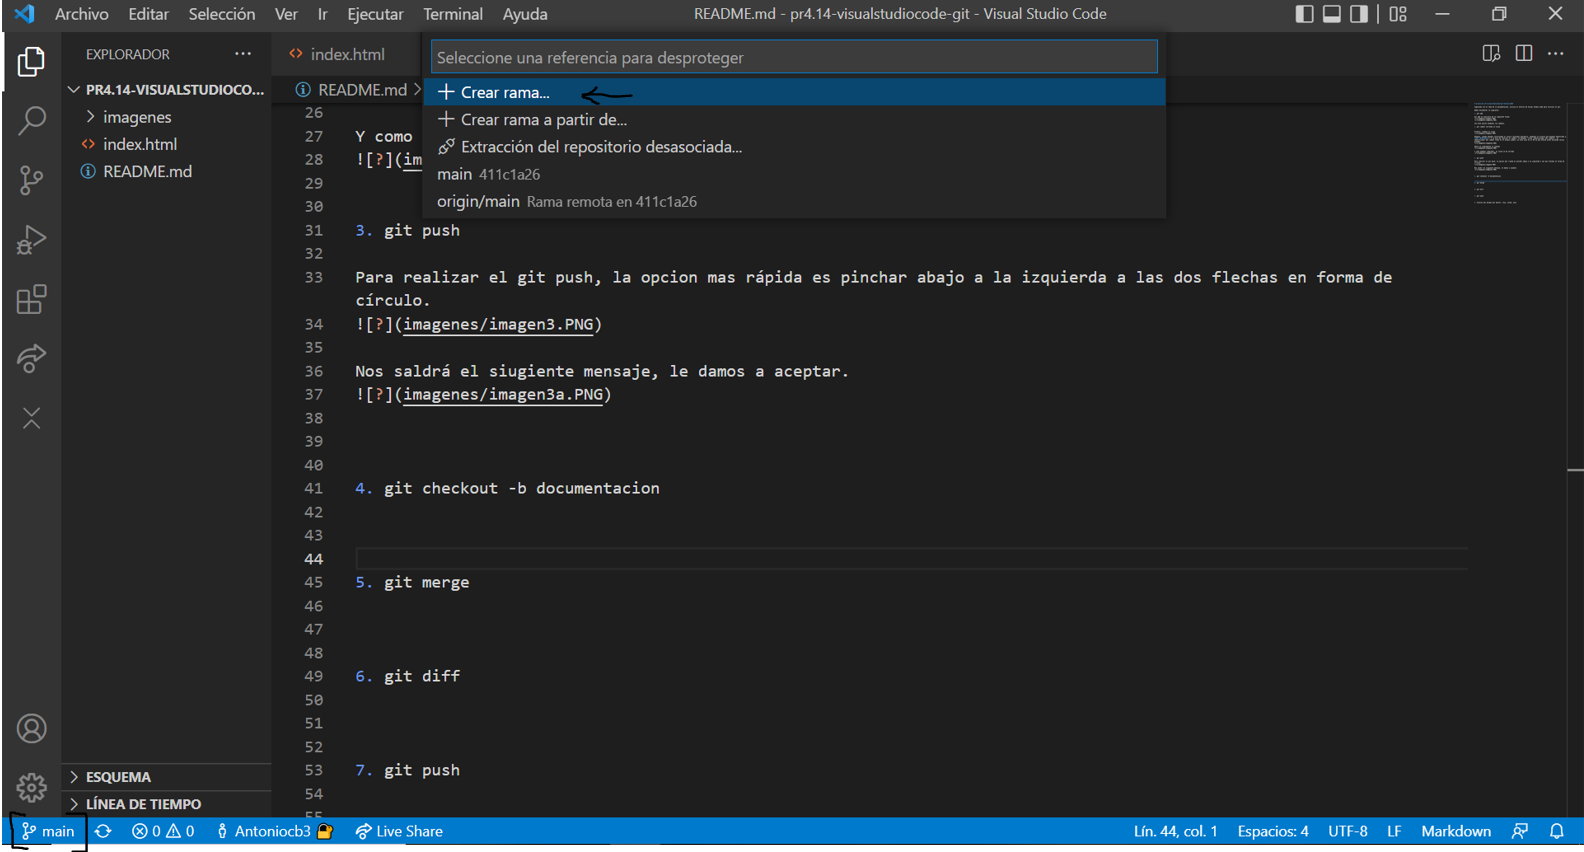 Archivo Editar Selección Ver Ir Ejecutar Terminal Ayuda
README.md - pr4.14-visualstudiocode-git - Visual Studio Code
EXPLORADOR
PR4.14-VISUALSTUDIOCO...
imagenes
index.html
README.md
ESQUEMA
LÍNEA DE TIEMPO
index.html
README.md
Seleccione una referencia para desproteger
Crear rama...
Crear rama a partir de...
Extracción del repositorio desasociada...
main 411c1a26
origin/main Rama remota en 411c1a26
26
27 Y como
28 ![?](im
29
30
31 3. git push
32
33 Para realizar el git push, la opcion mas rápida es pinchar abajo a la izquierda a las dos flechas en forma de
círculo.
34 ![?](imagenes/imagen3.PNG)
35
36 Nos saldrá el siugiente mensaje, le damos a aceptar.
37 ![?](imagenes/imagen3a.PNG)
38
39
40
41 4. git checkout -b documentacion
42
43
44
45 5. git merge
46
47
48
49 6. git diff
50
51
52
53 7. git push
54
55
main 0 0 Antoniocb3 Live Share Lín. 44, col. 1 Espacios: 4 UTF-8 LF Markdown